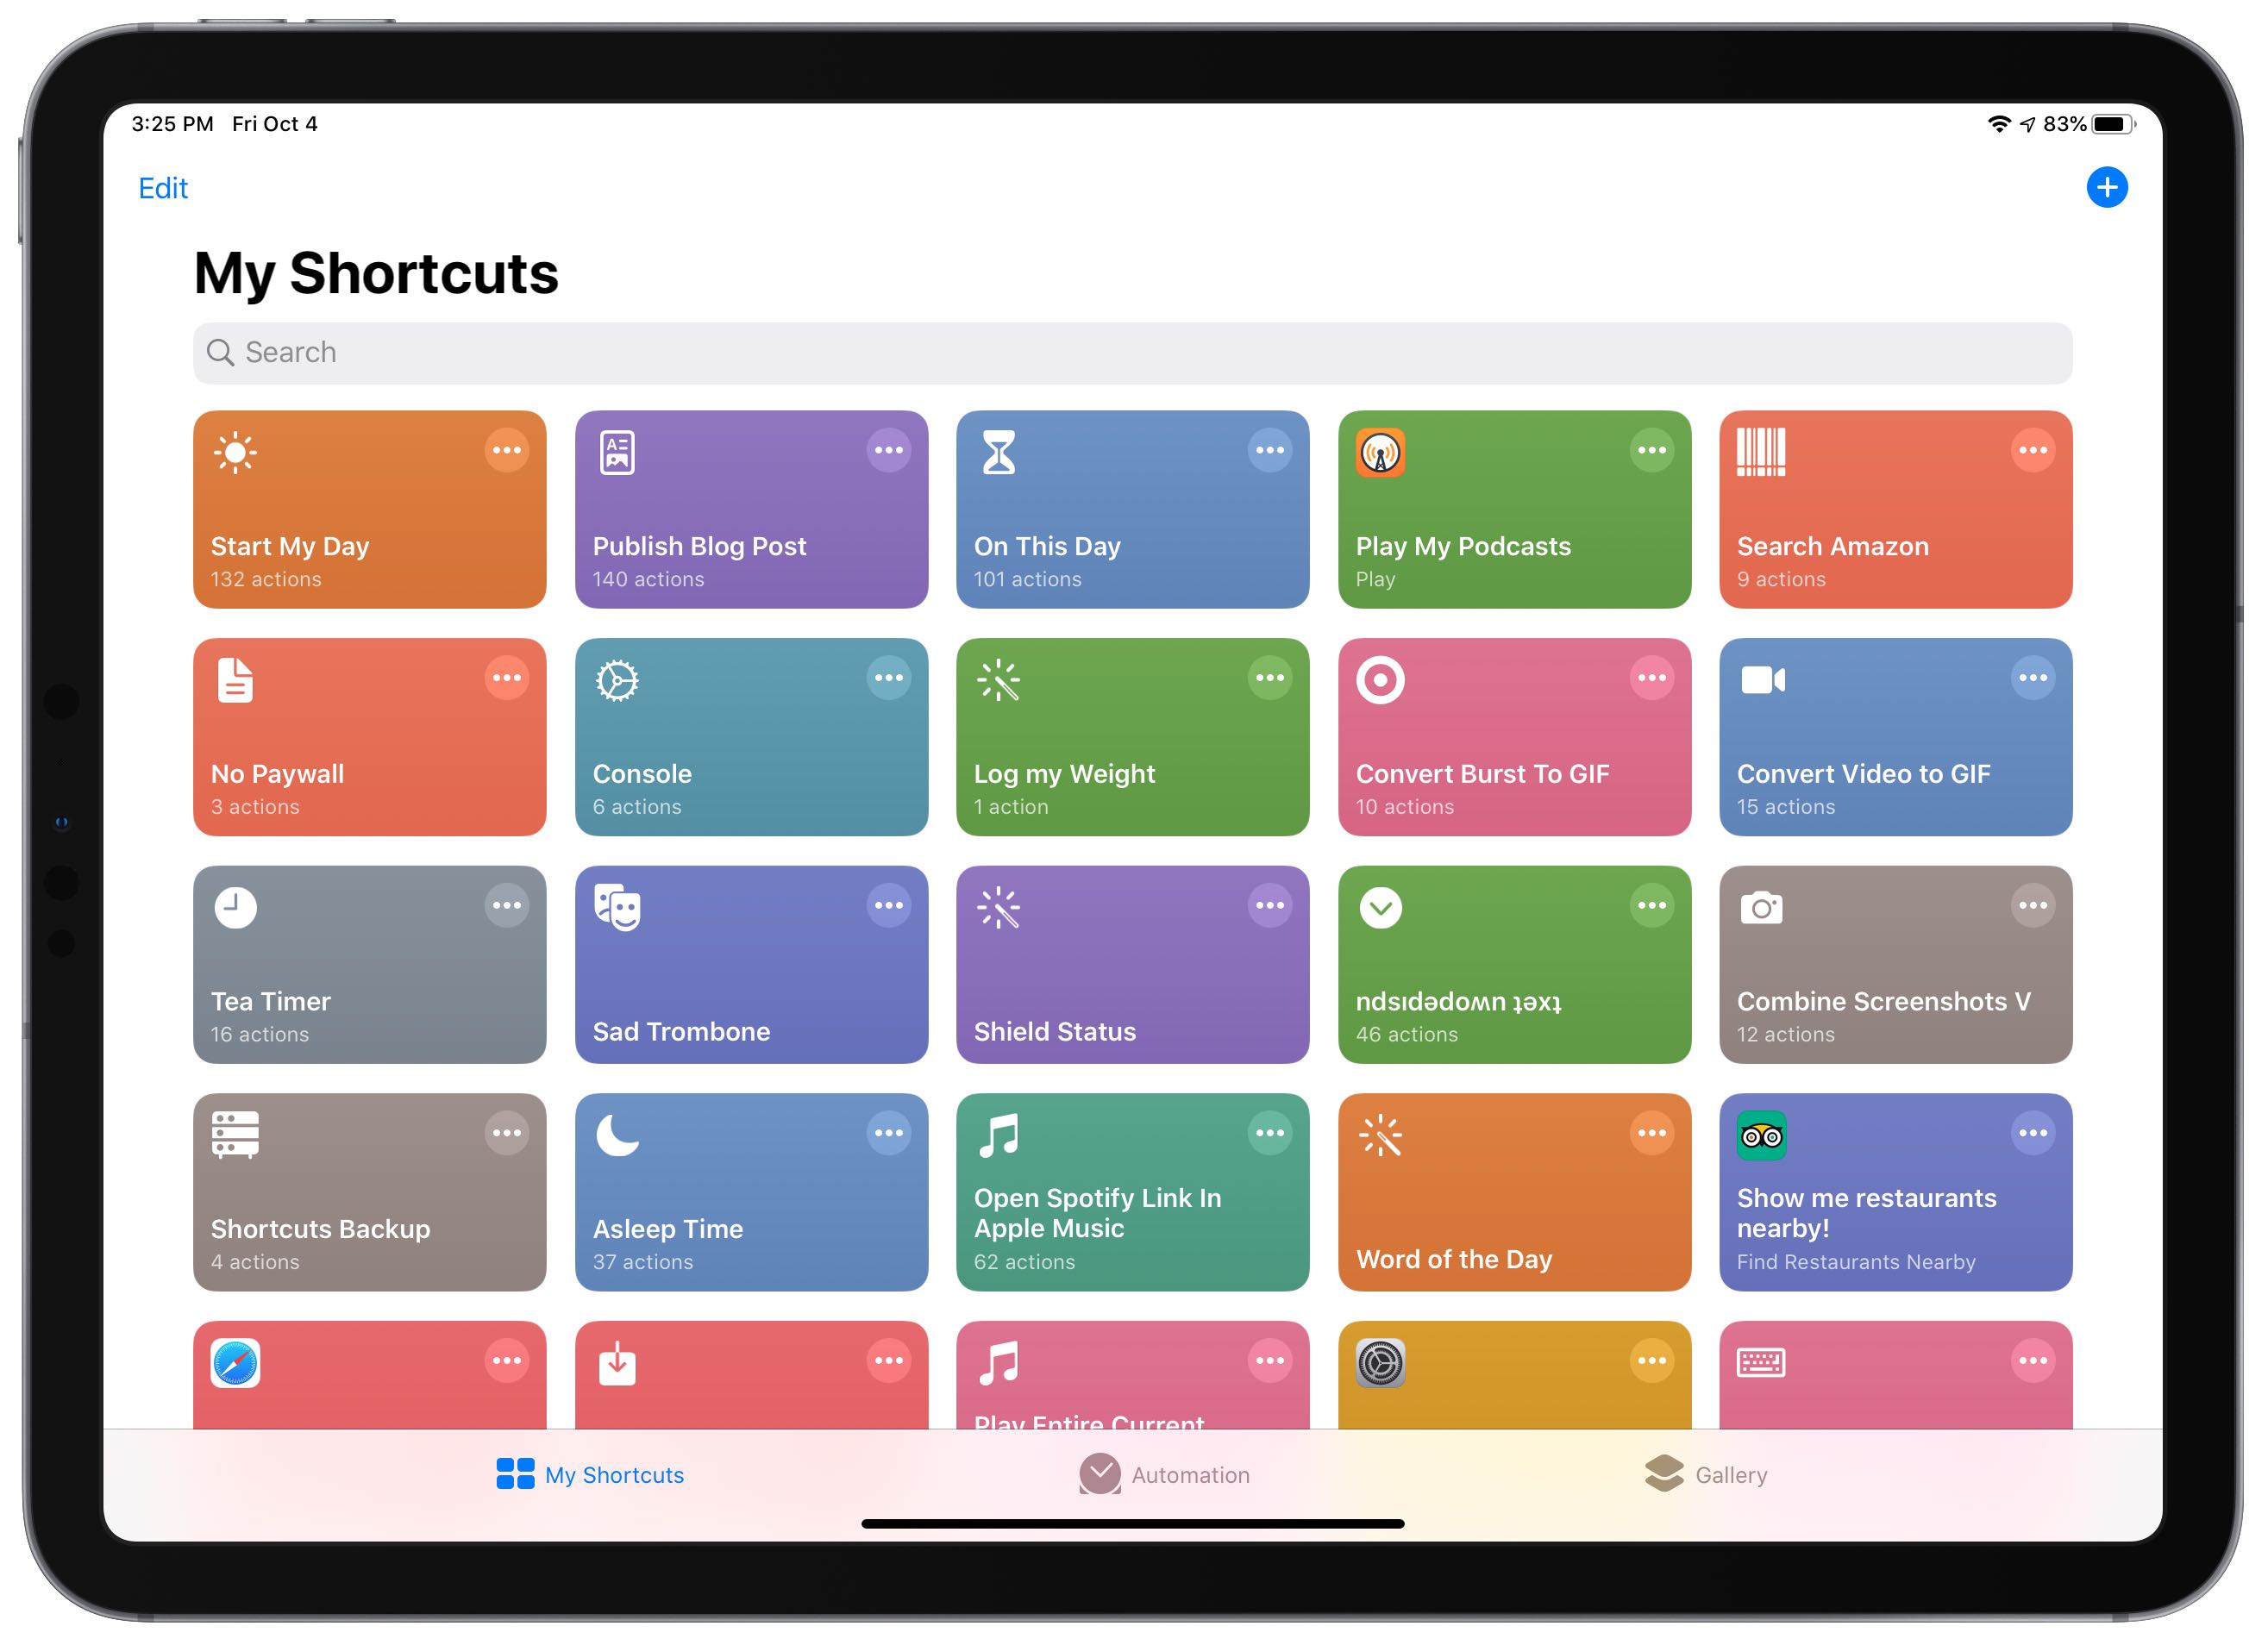 3:25 PM Fri Oct 4
83%
Edit
My Shortcuts
Search
Start My Day
132 actions
Publish Blog Post
140 actions
On This Day
101 actions
Play My Podcasts
Play
Search Amazon
9 actions
No Paywall
3 actions
Console
6 actions
Log my Weight
1 action
Convert Burst To GIF
10 actions
Convert Video to GIF
15 actions
Tea Timer
16 actions
Sad Trombone
Shield Status
ndsıdǝdoʍn ʇǝxʇ
46 actions
Combine Screenshots V
12 actions
Shortcuts Backup
4 actions
Asleep Time
37 actions
Open Spotify Link In
Apple Music
62 actions
Word of the Day
Show me restaurants
nearby!
Find Restaurants Nearby
Play Entire Current
My Shortcuts
Automation
Gallery